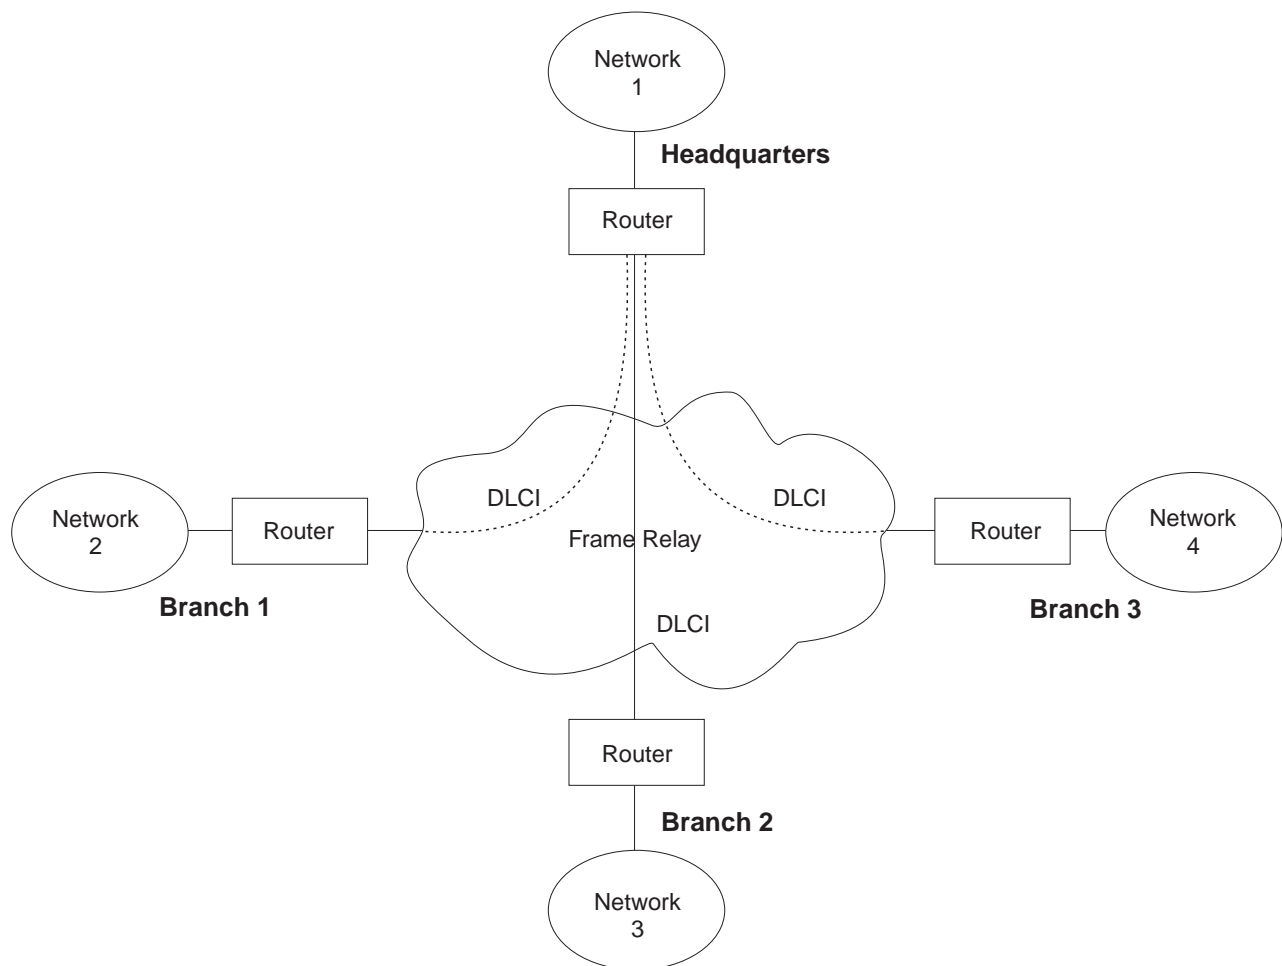 Network
1
Headquarters
Router
DLCI
DLCI
Network
2
Router
Frame Relay
Router
Network
4
Branch 1
Branch 3
DLCI
Router
Branch 2
Network
3